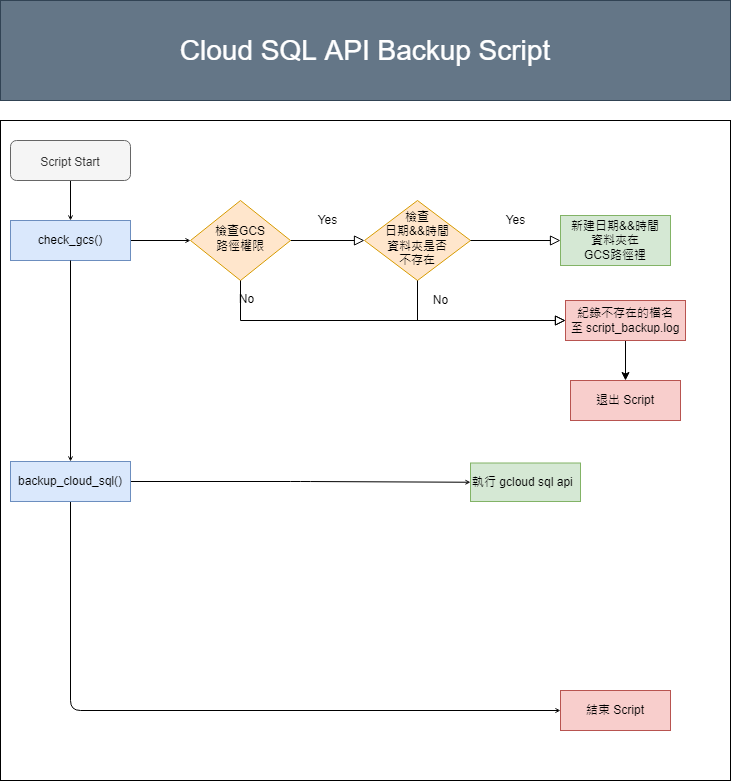 Cloud SQL API Backup Script
Script Start
check_gcs()
檢查GCS
路徑權限
Yes
檢查
日期&&時間
資料夾是否
不存在
Yes
新建日期&&時間
資料夾在
GCS路徑裡
No
No
紀錄不存在的檔名
至 script_backup.log
退出 Script
backup_cloud_sql()
執行 gcloud sql api
結束 Script